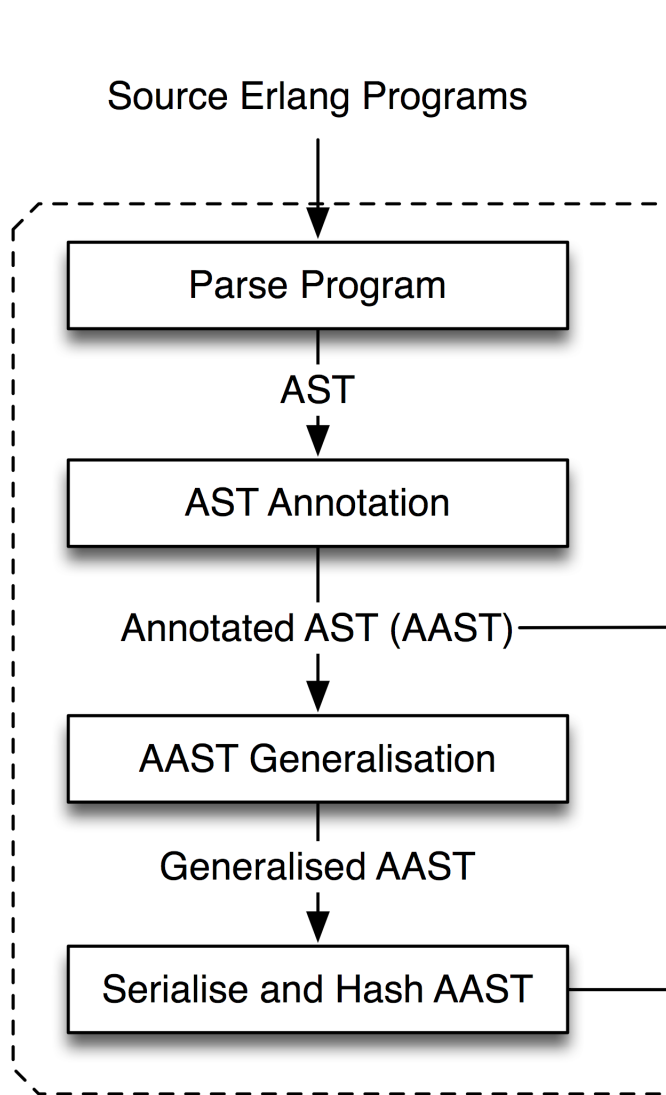 Source Erlang Programs
Parse Program
AST
AST Annotation
Annotated AST (AAST)
AAST Generalisation
Generalised AAST
Serialise and Hash AAST